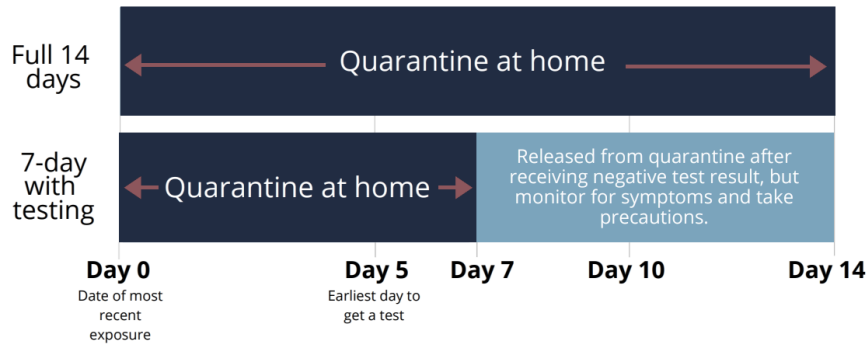 Full 14
days
Quarantine at home
7-day
with
testing
Quarantine at home
Released from quarantine after
receiving negative test result, but
monitor for symptoms and take
precautions.
Day 0
Date of most
recent
exposure
Day 5
Earliest day to
get a test
Day 7
Day 10
Day 14